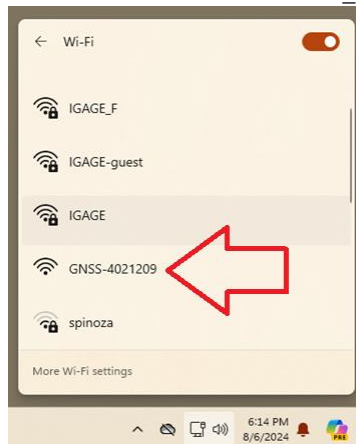 Wi-Fi
IGAGE_F
IGAGE-guest
IGAGE
GNSS-4021209
spinoza
More Wi-Fi settings
6:14 PM
8/6/2024
PRE